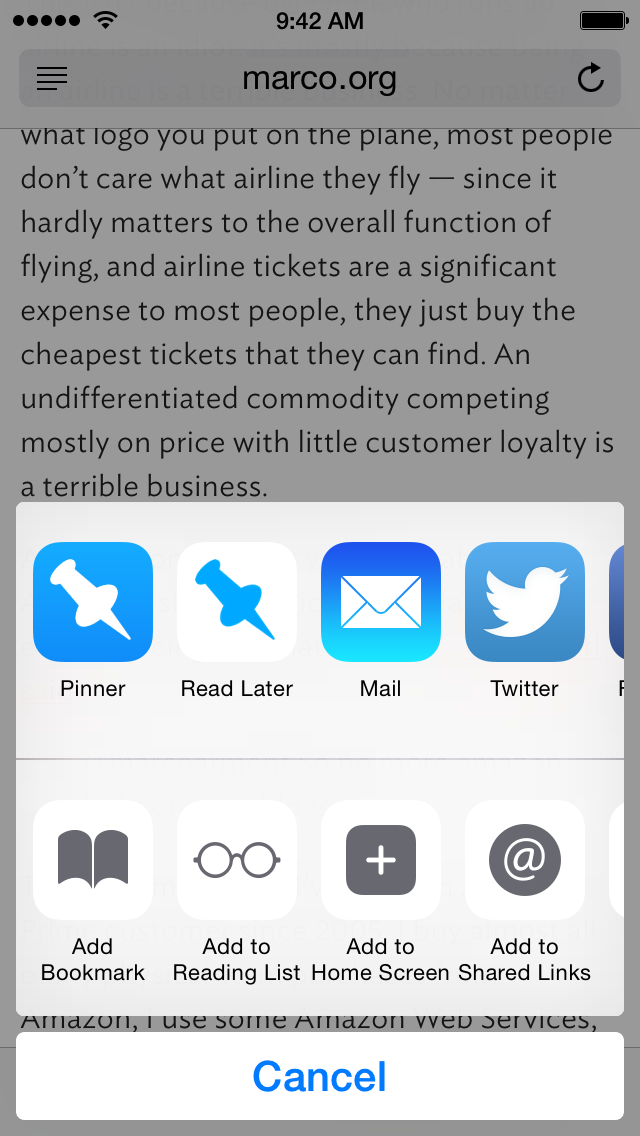 9:42 AM
marco.org
what logo you put on the plane, most people
don’t care what airline they fly — since it
hardly matters to the overall function of
flying, and airline tickets are a significant
expense to most people, they just buy the
cheapest tickets that they can find. An
undifferentiated commodity competing
mostly on price with little customer loyalty is
a terrible business.
Pinner
Read Later
Mail
Twitter
Add
Bookmark
Add to
Reading List
Add to
Home Screen
@
Add to
Shared Links
Amazon, I use some Amazon Web Services,
Cancel